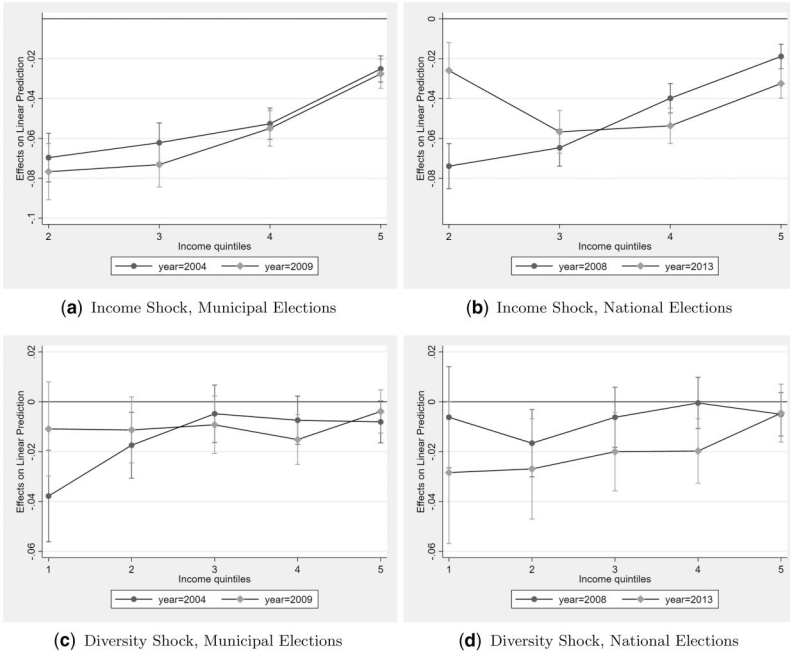 0
-.02
-.04
-.06
-.08
-.1
Effects on Linear Prediction
2 3 4 5
Income quintiles
year=2004 year=2009
(a) Income Shock, Municipal Elections
0
-.02
-.04
-.06
-.08
Effects on Linear Prediction
2 3 4 5
Income quintiles
year=2008 year=2013
(b) Income Shock, National Elections
.02
0
-.02
-.04
-.06
Effects on Linear Prediction
1 2 3 4 5
Income quintiles
year=2004 year=2009
(c) Diversity Shock, Municipal Elections
.02
0
-.02
-.04
-.06
Effects on Linear Prediction
1 2 3 4 5
Income quintiles
year=2008 year=2013
(d) Diversity Shock, National Elections